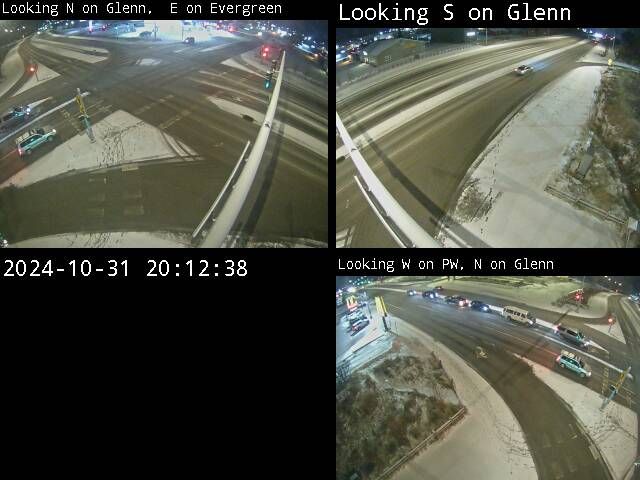 Looking N on Glenn, E on Evergreen
Looking S on Glenn
2024-10-31 20:12:38
Looking W on PW, N on Glenn